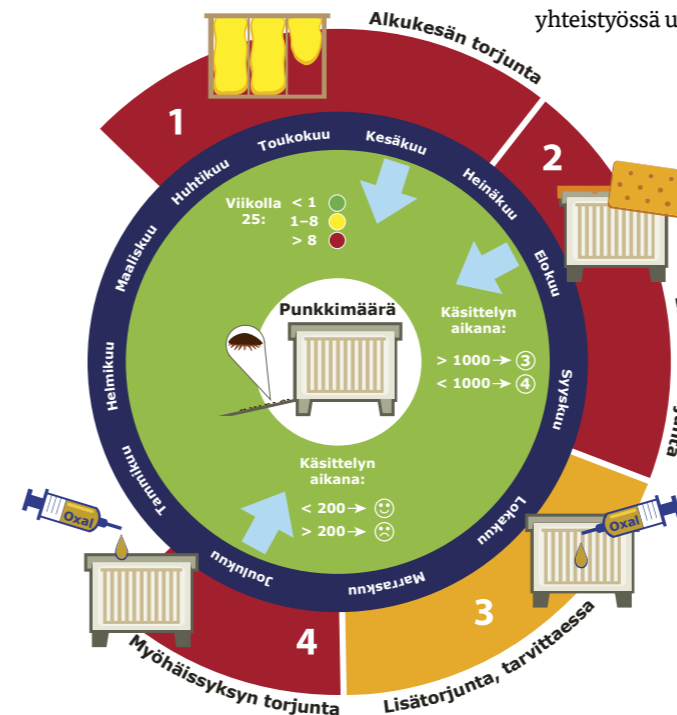 yhteistyössä u
Alkukesän torjunta
1
2
Huhtikuu
Toukokuu
Kesäkuu
Heinäkuu
Elokuu
Syyskuu
Lokakuu
Marraskuu
Joulukuu
Tammikuu
Helmikuu
Maaliskuu
Viikolla
25:
< 1
1–8
> 8
Punkkimäärä
Käsittelyn
aikana:
> 1000→③
< 1000→④
Käsittelyn
aikana:
< 200→
> 200→
Oxal
Oxal
3
4
Lisätorjunta, tarvittaessa
Myöhäissyksyn torjunta